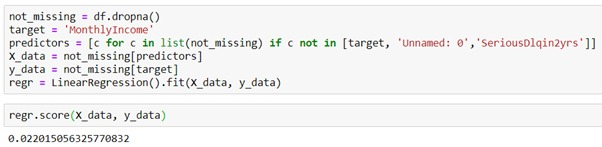 not_missing = df.dropna()
target = 'MonthlyIncome'
predictors = [c for c in list(not_missing) if c not in [target, 'Unnamed: 0','SeriousDlqin2yrs']]
X_data = not_missing[predictors]
y_data = not_missing[target]
regr = LinearRegression().fit(X_data, y_data)
regr.score(X_data, y_data)
0.022015056325770832